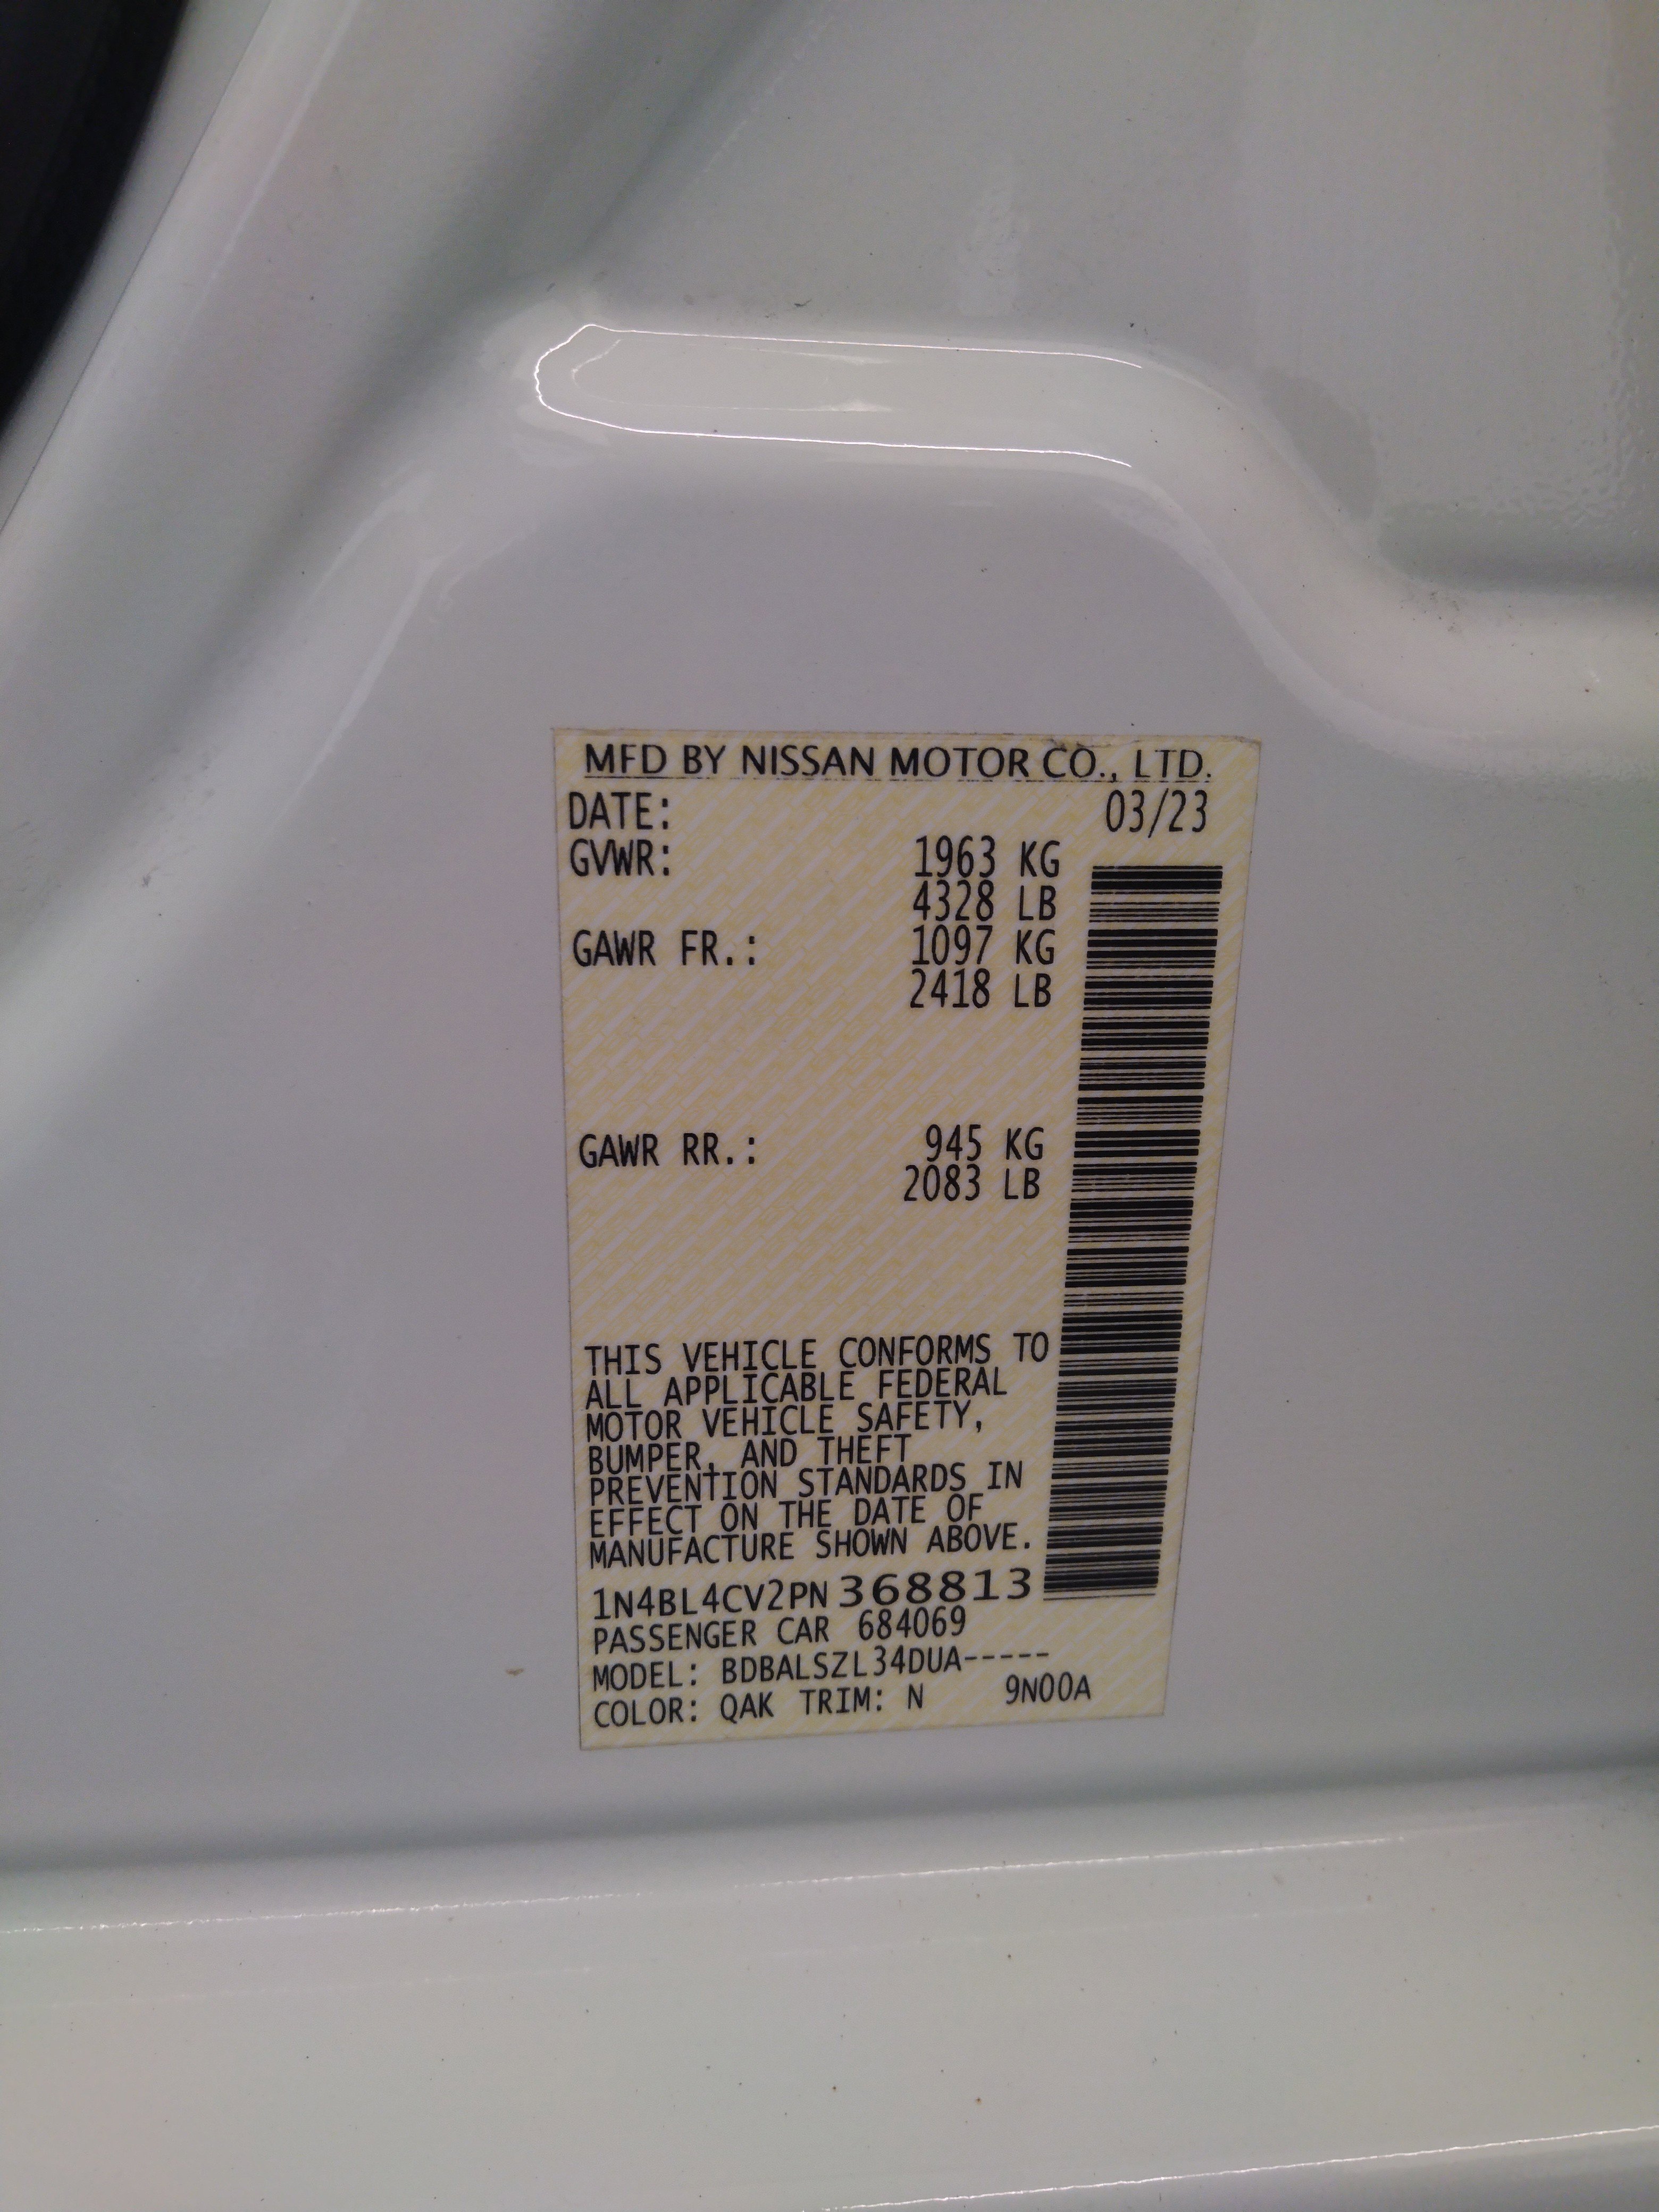 MFD BY NISSAN MOTOR CO., LTD.
DATE: 03/23
GVWR: 1963 KG
4328 LB
GAWR FR.: 1097 KG
2418 LB
GAWR RR.: 945 KG
2083 LB
THIS VEHICLE CONFORMS TO
ALL APPLICABLE FEDERAL
MOTOR VEHICLE SAFETY,
BUMPER, AND THEFT
PREVENTION STANDARDS IN
EFFECT ON THE DATE OF
MANUFACTURE SHOWN ABOVE.
1N4BL4CV2PN368813
PASSENGER CAR 684069
MODEL: BDBALSZL34DUA-----
COLOR: QAK TRIM: N 9N00A